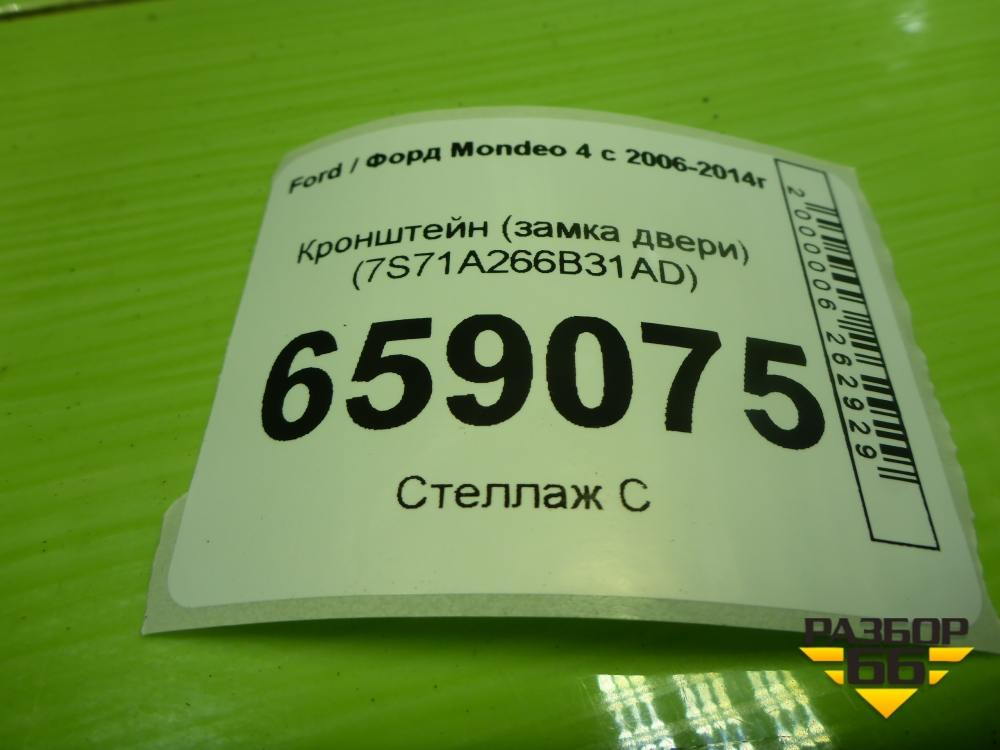 Ford / Форд Mondeo 4 с 2006-2014г
Кронштейн (замка двери)
(7S71A266B31AD)
659075
Стеллаж С
2000006262929
РАЗБОР
66